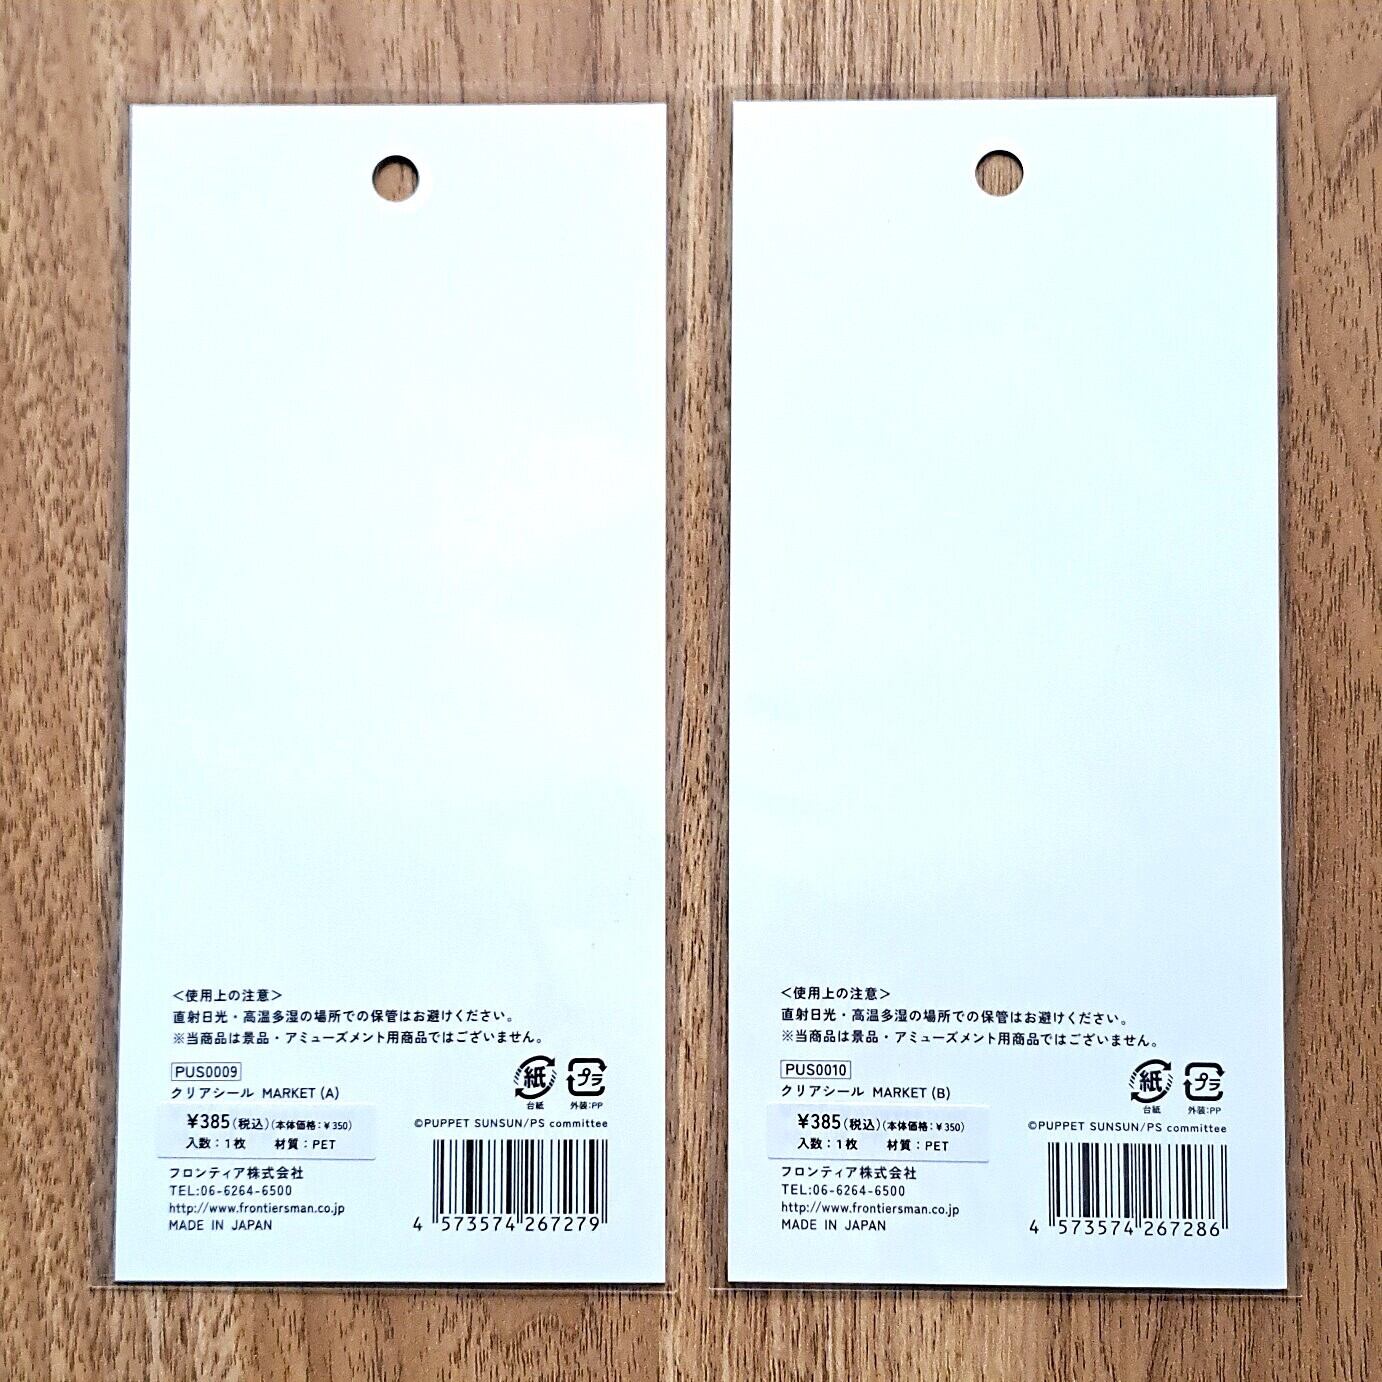 ＜使用上の注意＞
直射日光・高温多湿の場所での保管はお避けください。
※当商品は景品・アミューズメント用商品ではございません。
PUS0009
クリアシール MARKET (A)
紙
台紙
プラ
外装:PP
¥385(税込)(本体価格:¥350)
入数：1枚 材質：PET
©PUPPET SUNSUN/PS committee
フロンティア株式会社
TEL:06-6264-6500
http://www.frontiersman.co.jp
MADE IN JAPAN
4 573574 267279
＜使用上の注意＞
直射日光・高温多湿の場所での保管はお避けください。
※当商品は景品・アミューズメント用商品ではございません。
PUS0010
クリアシール MARKET (B)
紙
台紙
プラ
外装:PP
¥385(税込)(本体価格:¥350)
入数：1枚 材質：PET
©PUPPET SUNSUN/PS committee
フロンティア株式会社
TEL:06-6264-6500
http://www.frontiersman.co.jp
MADE IN JAPAN
4 573574 267286